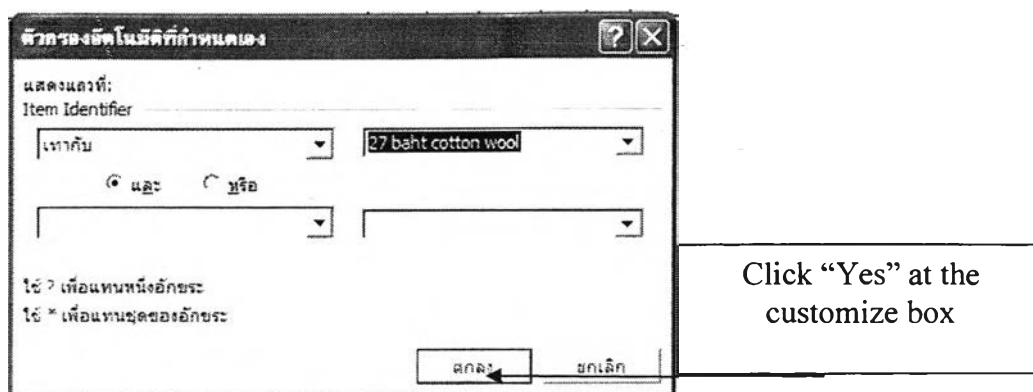 ตัวกรองอัตโนมัติที่กำหนดเอง
แสดงแถวที่:
Item Identifier
เท่ากับ 27 baht cotton wool
และ หรือ
ใช้ ? เพื่อแทนหนึ่งอักขระ
ใช้ * เพื่อแทนชุดของอักขระ
ตกลง ยกเลิก
Click “Yes” at the
customize box